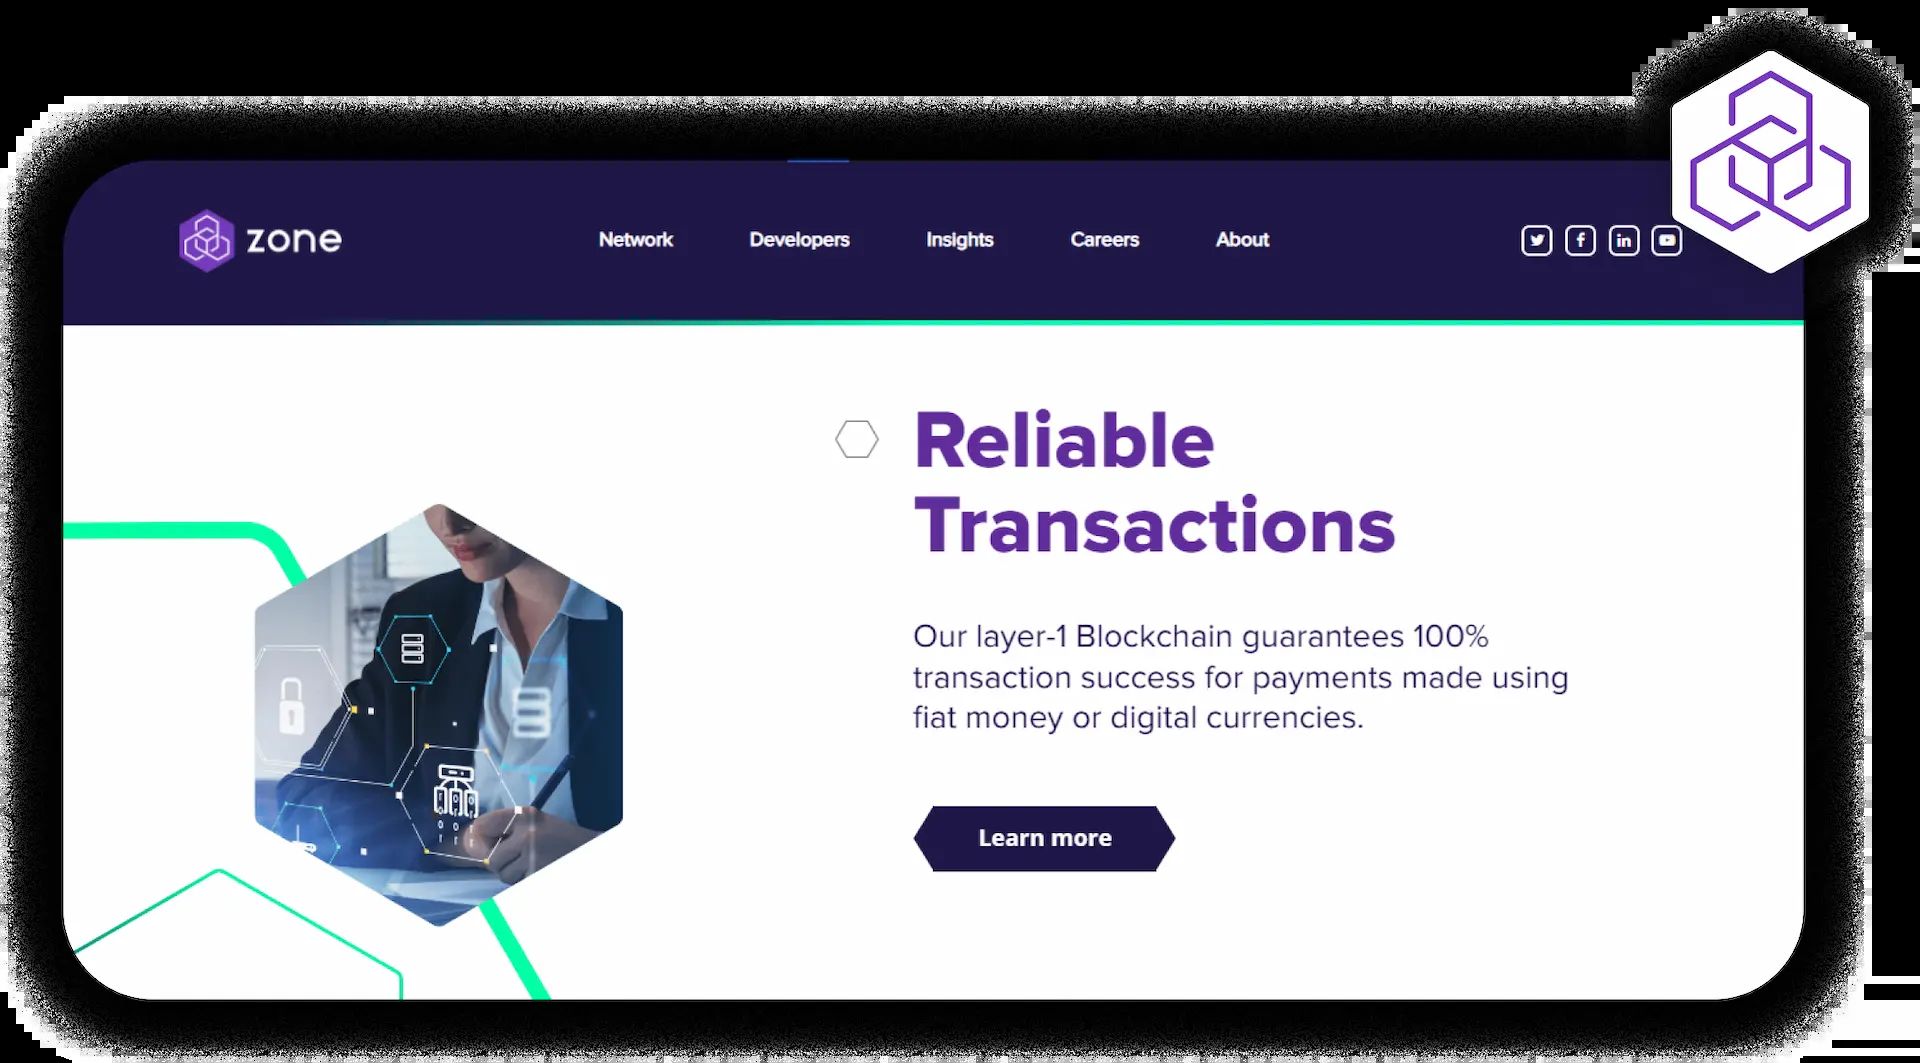 zone
Network
Developers
Insights
Careers
About
Reliable
Transactions
Our layer-1 Blockchain guarantees 100%
transaction success for payments made using
fiat money or digital currencies.
Learn more